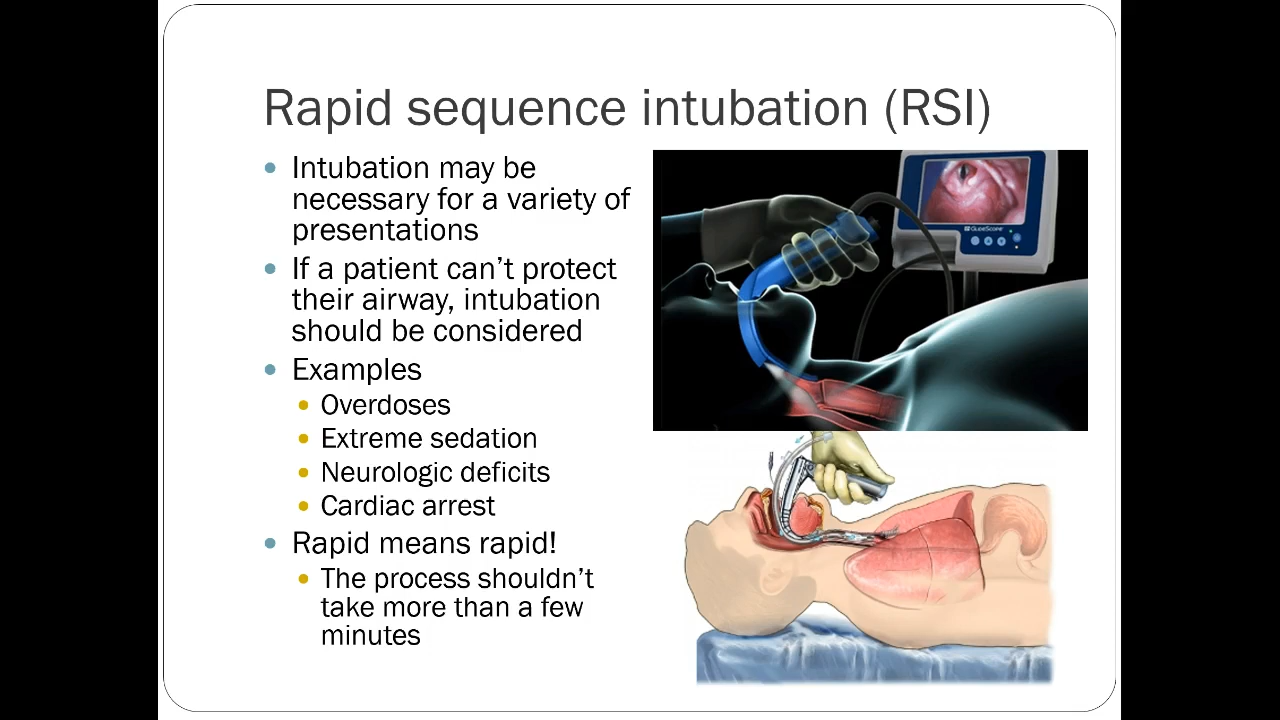 Rapid sequence intubation (RSI)
Intubation may be
necessary for a variety of
presentations
If a patient can't protect
their airway, intubation
should be considered
Examples
Overdoses
Extreme sedation
Neurologic deficits
Cardiac arrest
Rapid means rapid!
The process shouldn't
take more than a few
minutes
GlideScope